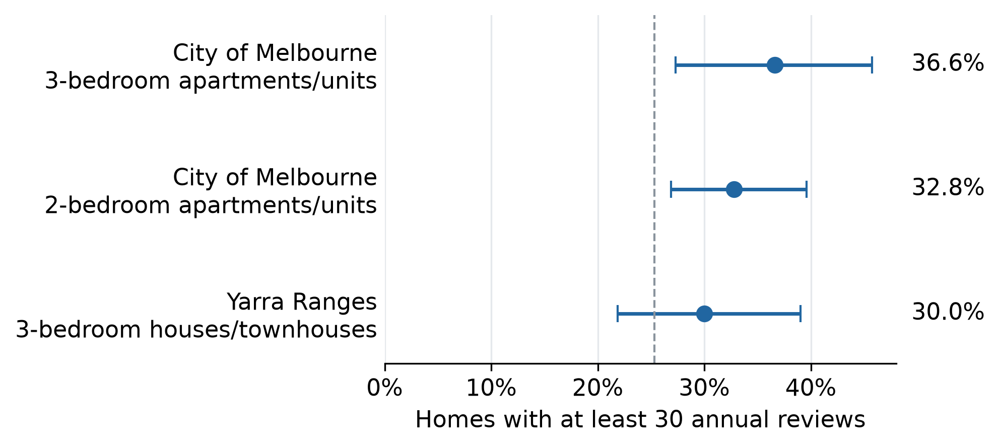 City of Melbourne
3-bedroom apartments/units
36.6%
City of Melbourne
2-bedroom apartments/units
32.8%
Yarra Ranges
3-bedroom houses/townhouses
30.0%
0% 10% 20% 30% 40%
Homes with at least 30 annual reviews